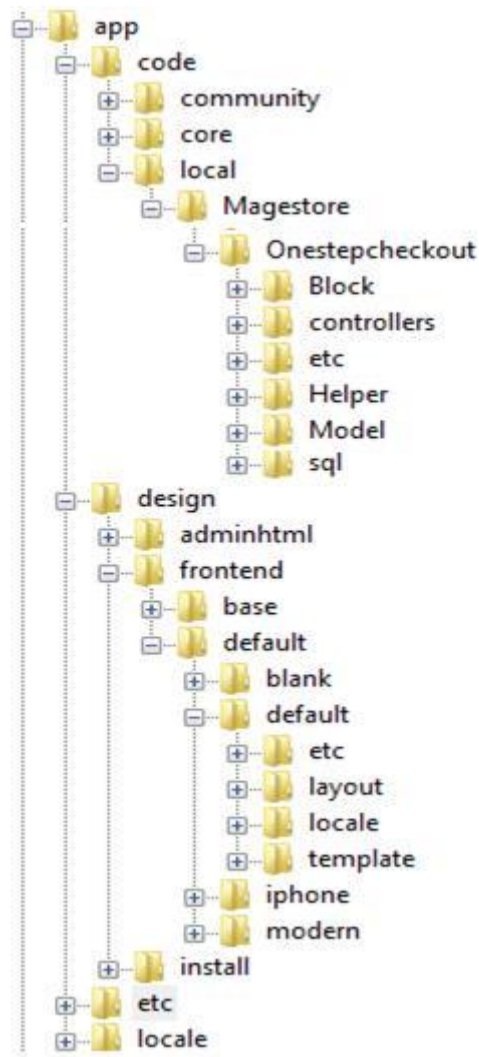 app
code
community
core
local
Magestore
Onestepcheckout
Block
controllers
etc
Helper
Model
sql
design
adminhtml
frontend
base
default
blank
default
etc
layout
locale
template
iphone
modern
install
etc
locale